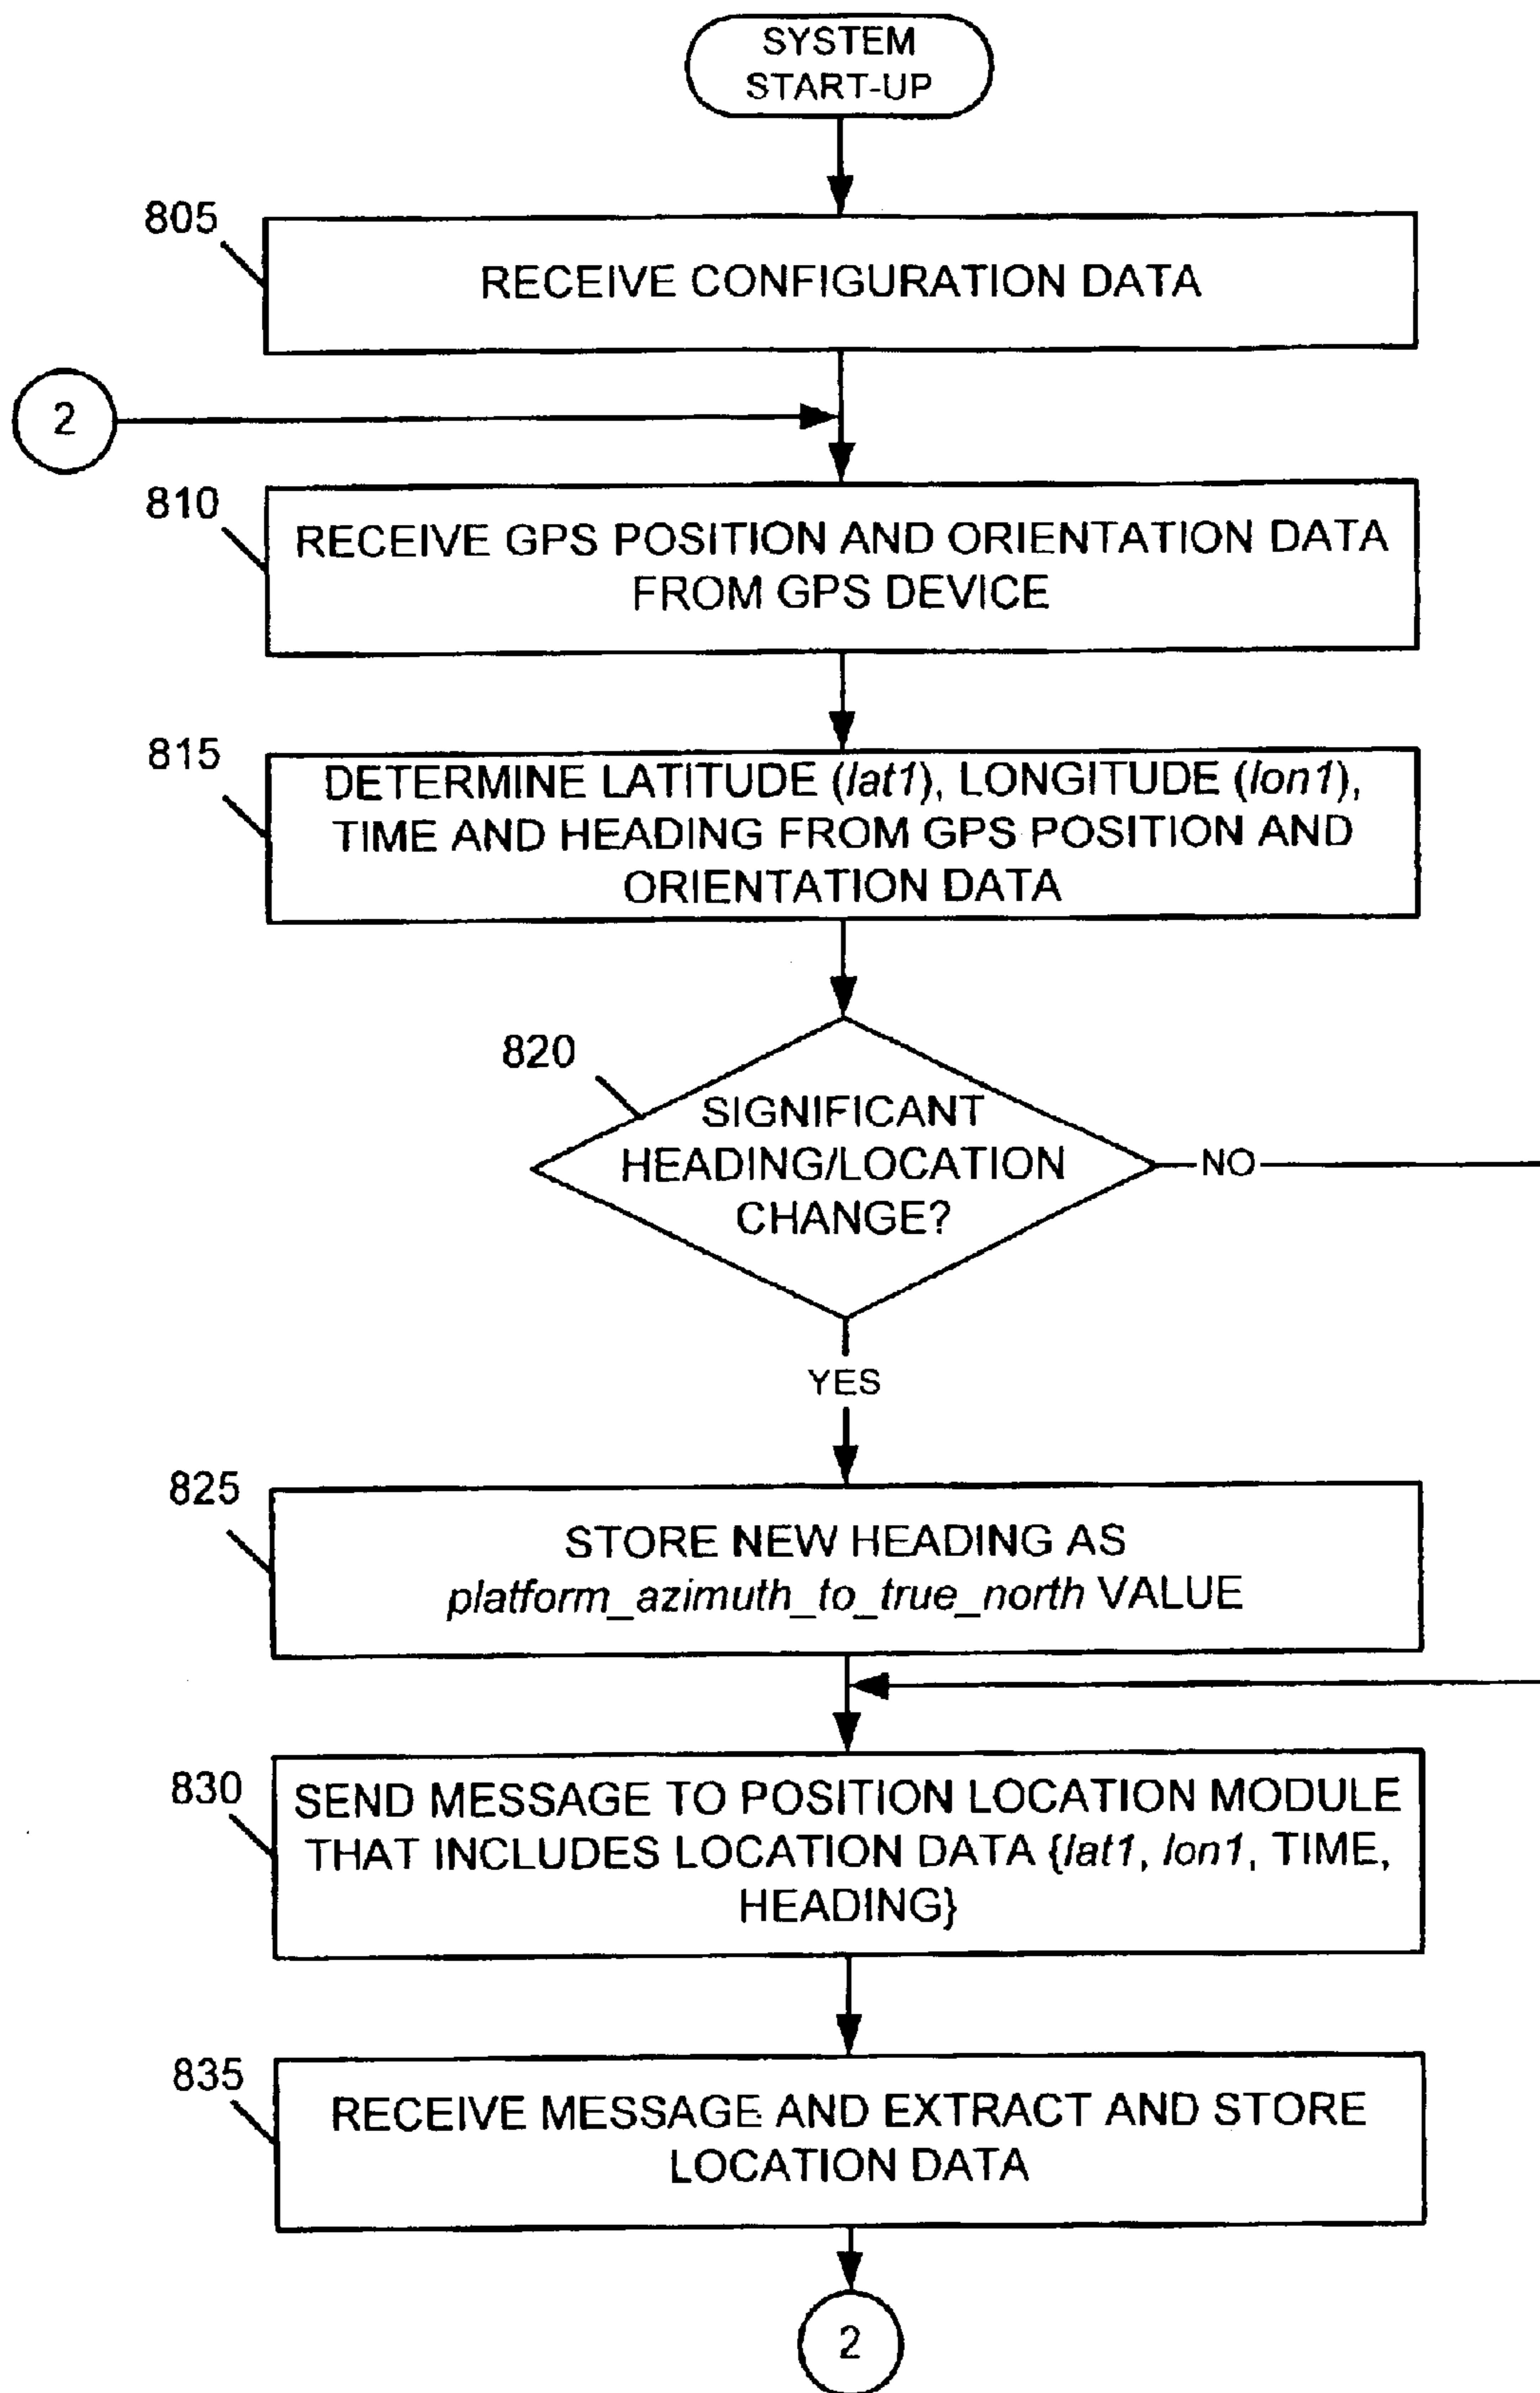 SYSTEM
START-UP
805
RECEIVE CONFIGURATION DATA
2
810
RECEIVE GPS POSITION AND ORIENTATION DATA
FROM GPS DEVICE
815
DETERMINE LATITUDE (lat1), LONGITUDE (lon1),
TIME AND HEADING FROM GPS POSITION AND
ORIENTATION DATA
820
SIGNIFICANT
HEADING/LOCATION
CHANGE?
NO
YES
825
STORE NEW HEADING AS
platform_azimuth_to_true_north VALUE
830
SEND MESSAGE TO POSITION LOCATION MODULE
THAT INCLUDES LOCATION DATA {lat1, lon1, TIME,
HEADING}
835
RECEIVE MESSAGE AND EXTRACT AND STORE
LOCATION DATA
2